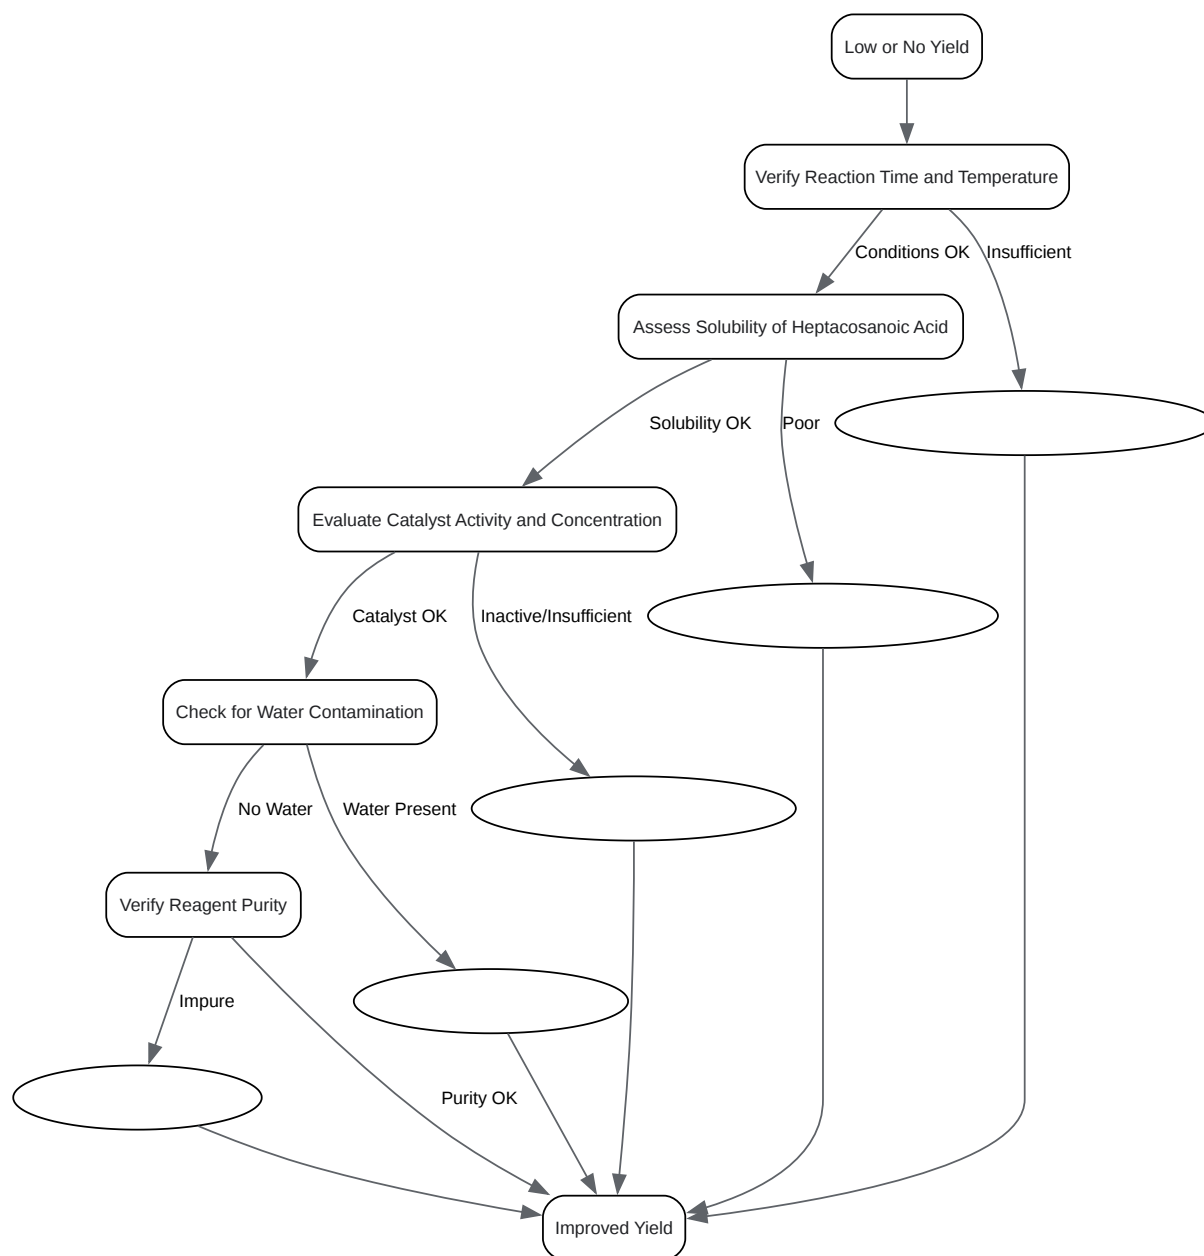 Low or No Yield
Verify Reaction Time and Temperature
Conditions OK
Insufficient
Assess Solubility of Heptacosanoic Acid
Solubility OK
Poor
Evaluate Catalyst Activity and Concentration
Catalyst OK
Inactive/Insufficient
Check for Water Contamination
No Water
Water Present
Verify Reagent Purity
Impure
Purity OK
Improved Yield